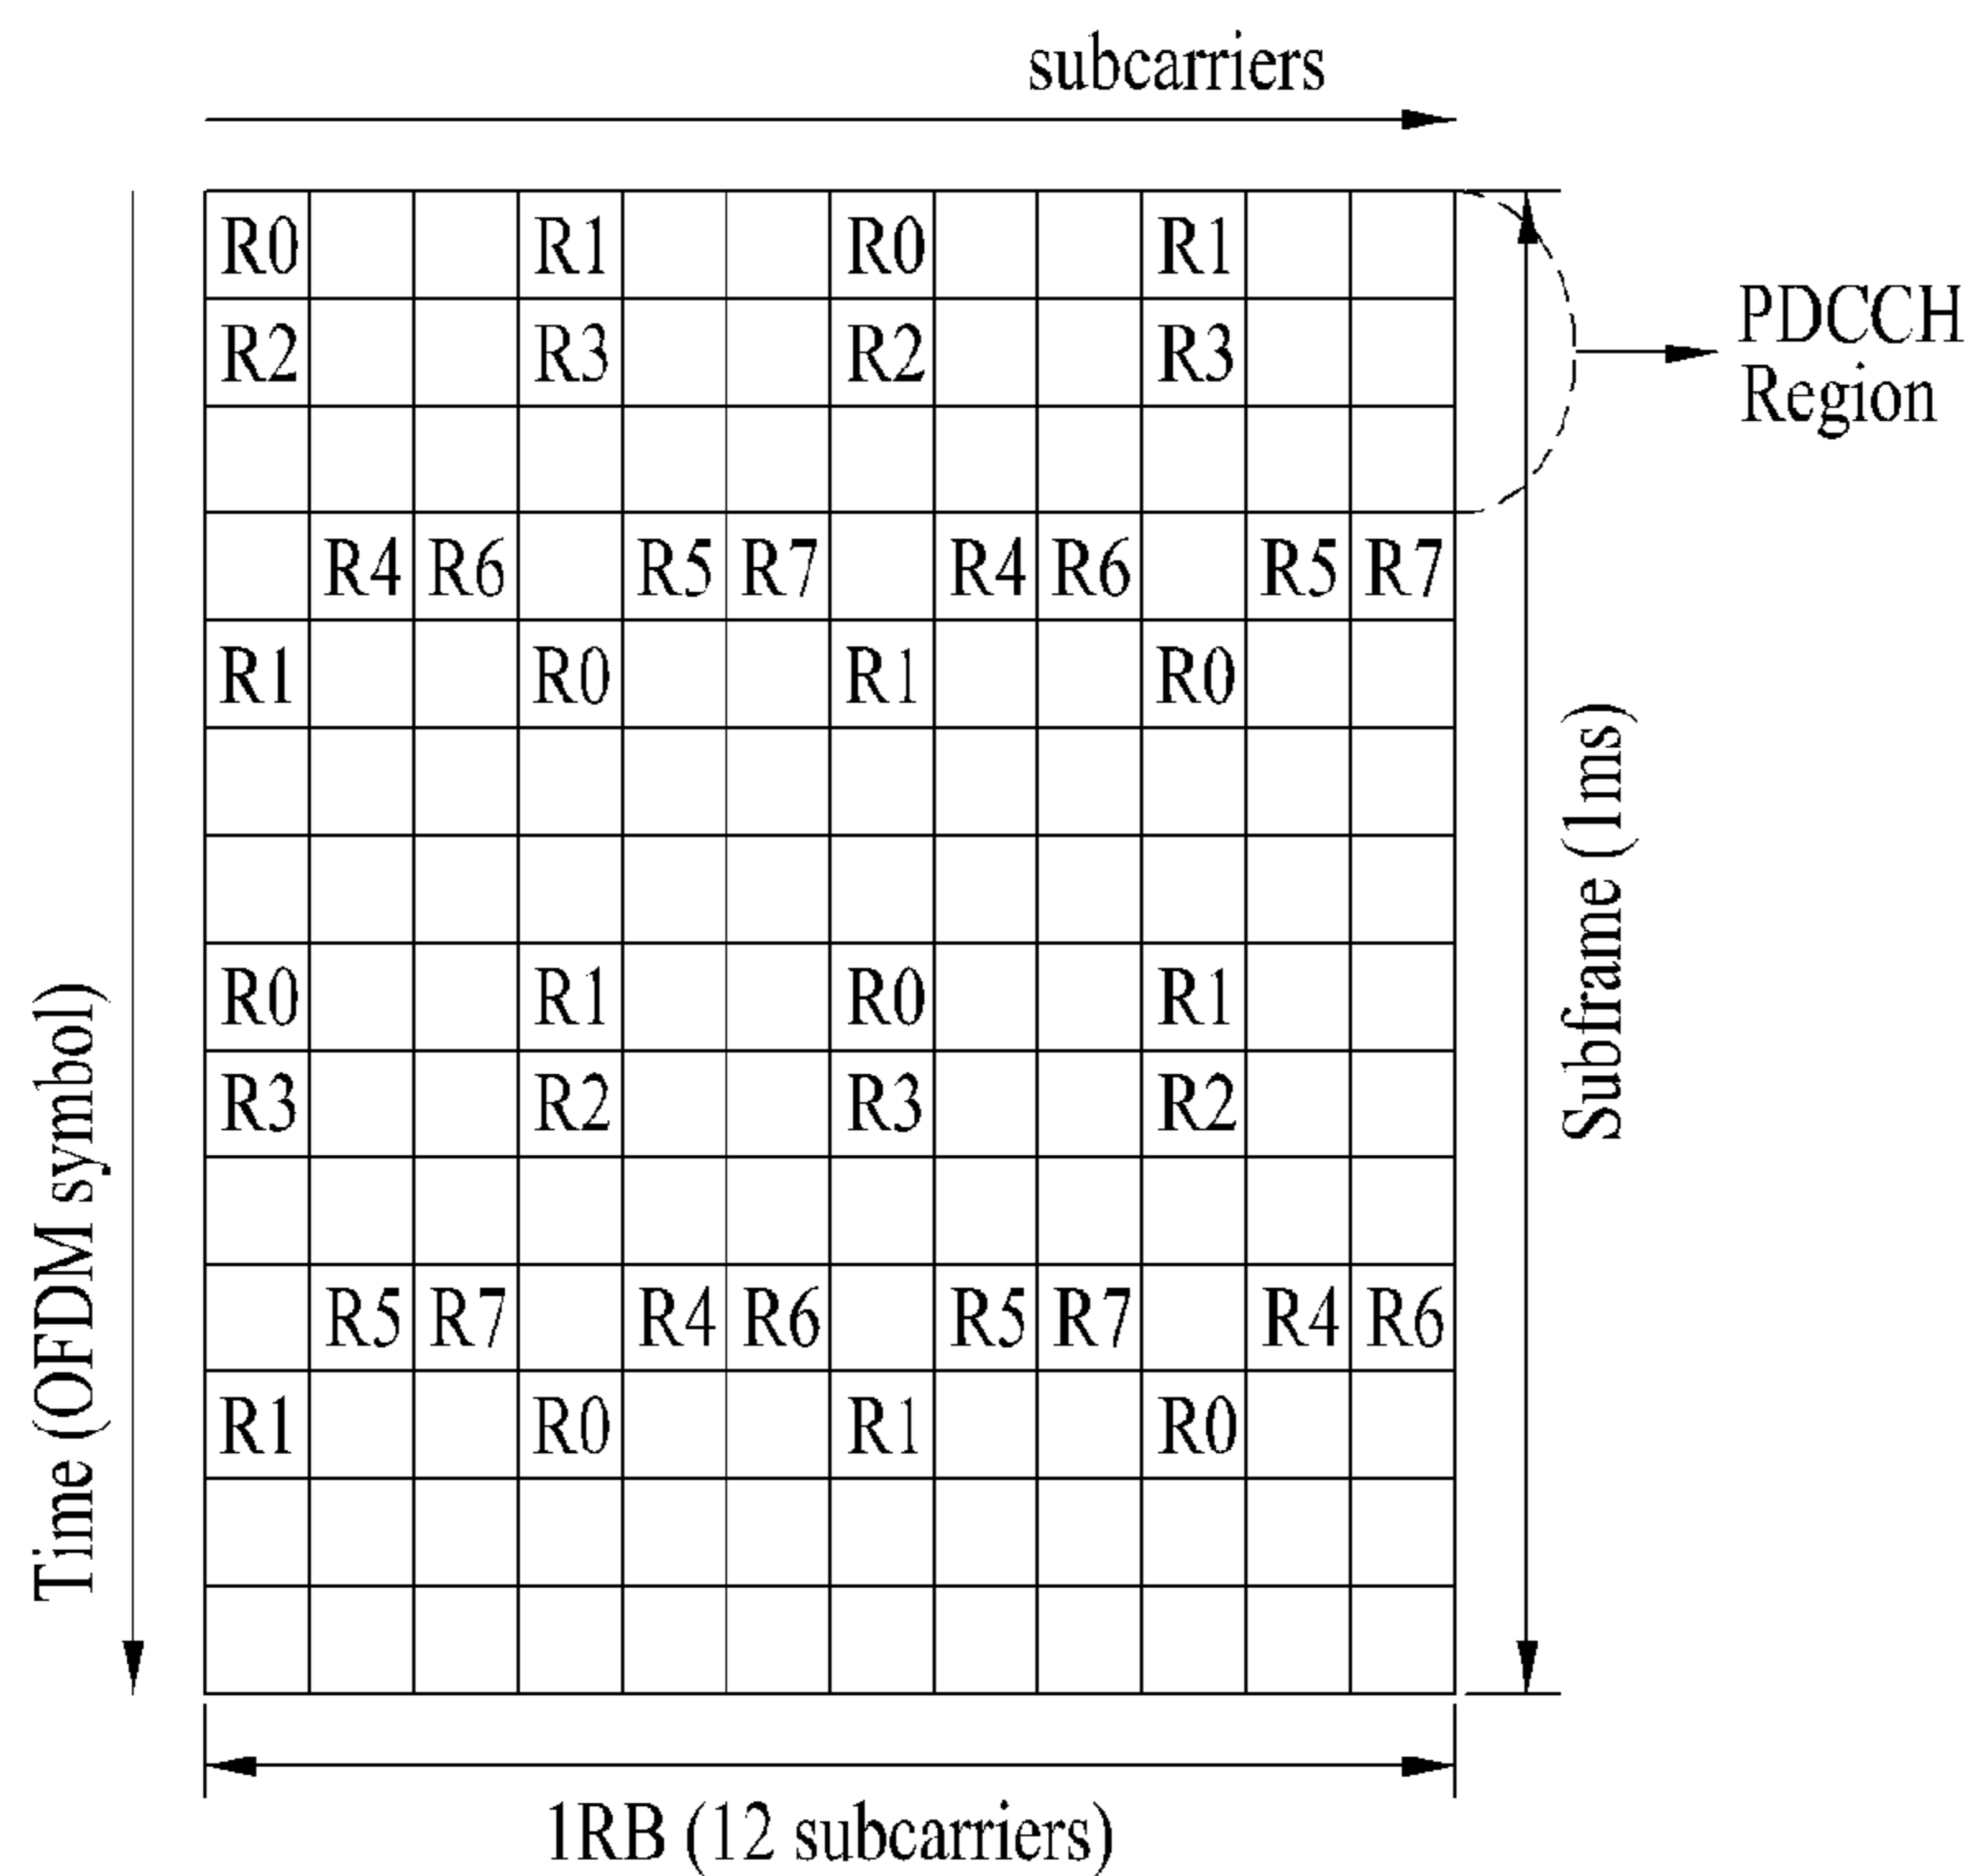 subcarriers
R0 R1 R0 R1
R2 R3 R2 R3
PDCCH
Region
R4 R6 R5 R7 R4 R6 R5 R7
R1 R0 R1 R0
R0 R1 R0 R1
R3 R2 R3 R2
R5 R7 R4 R6 R5 R7 R4 R6
R1 R0 R1 R0
Time (OFDM symbol)
Subframe (1ms)
1RB (12 subcarriers)